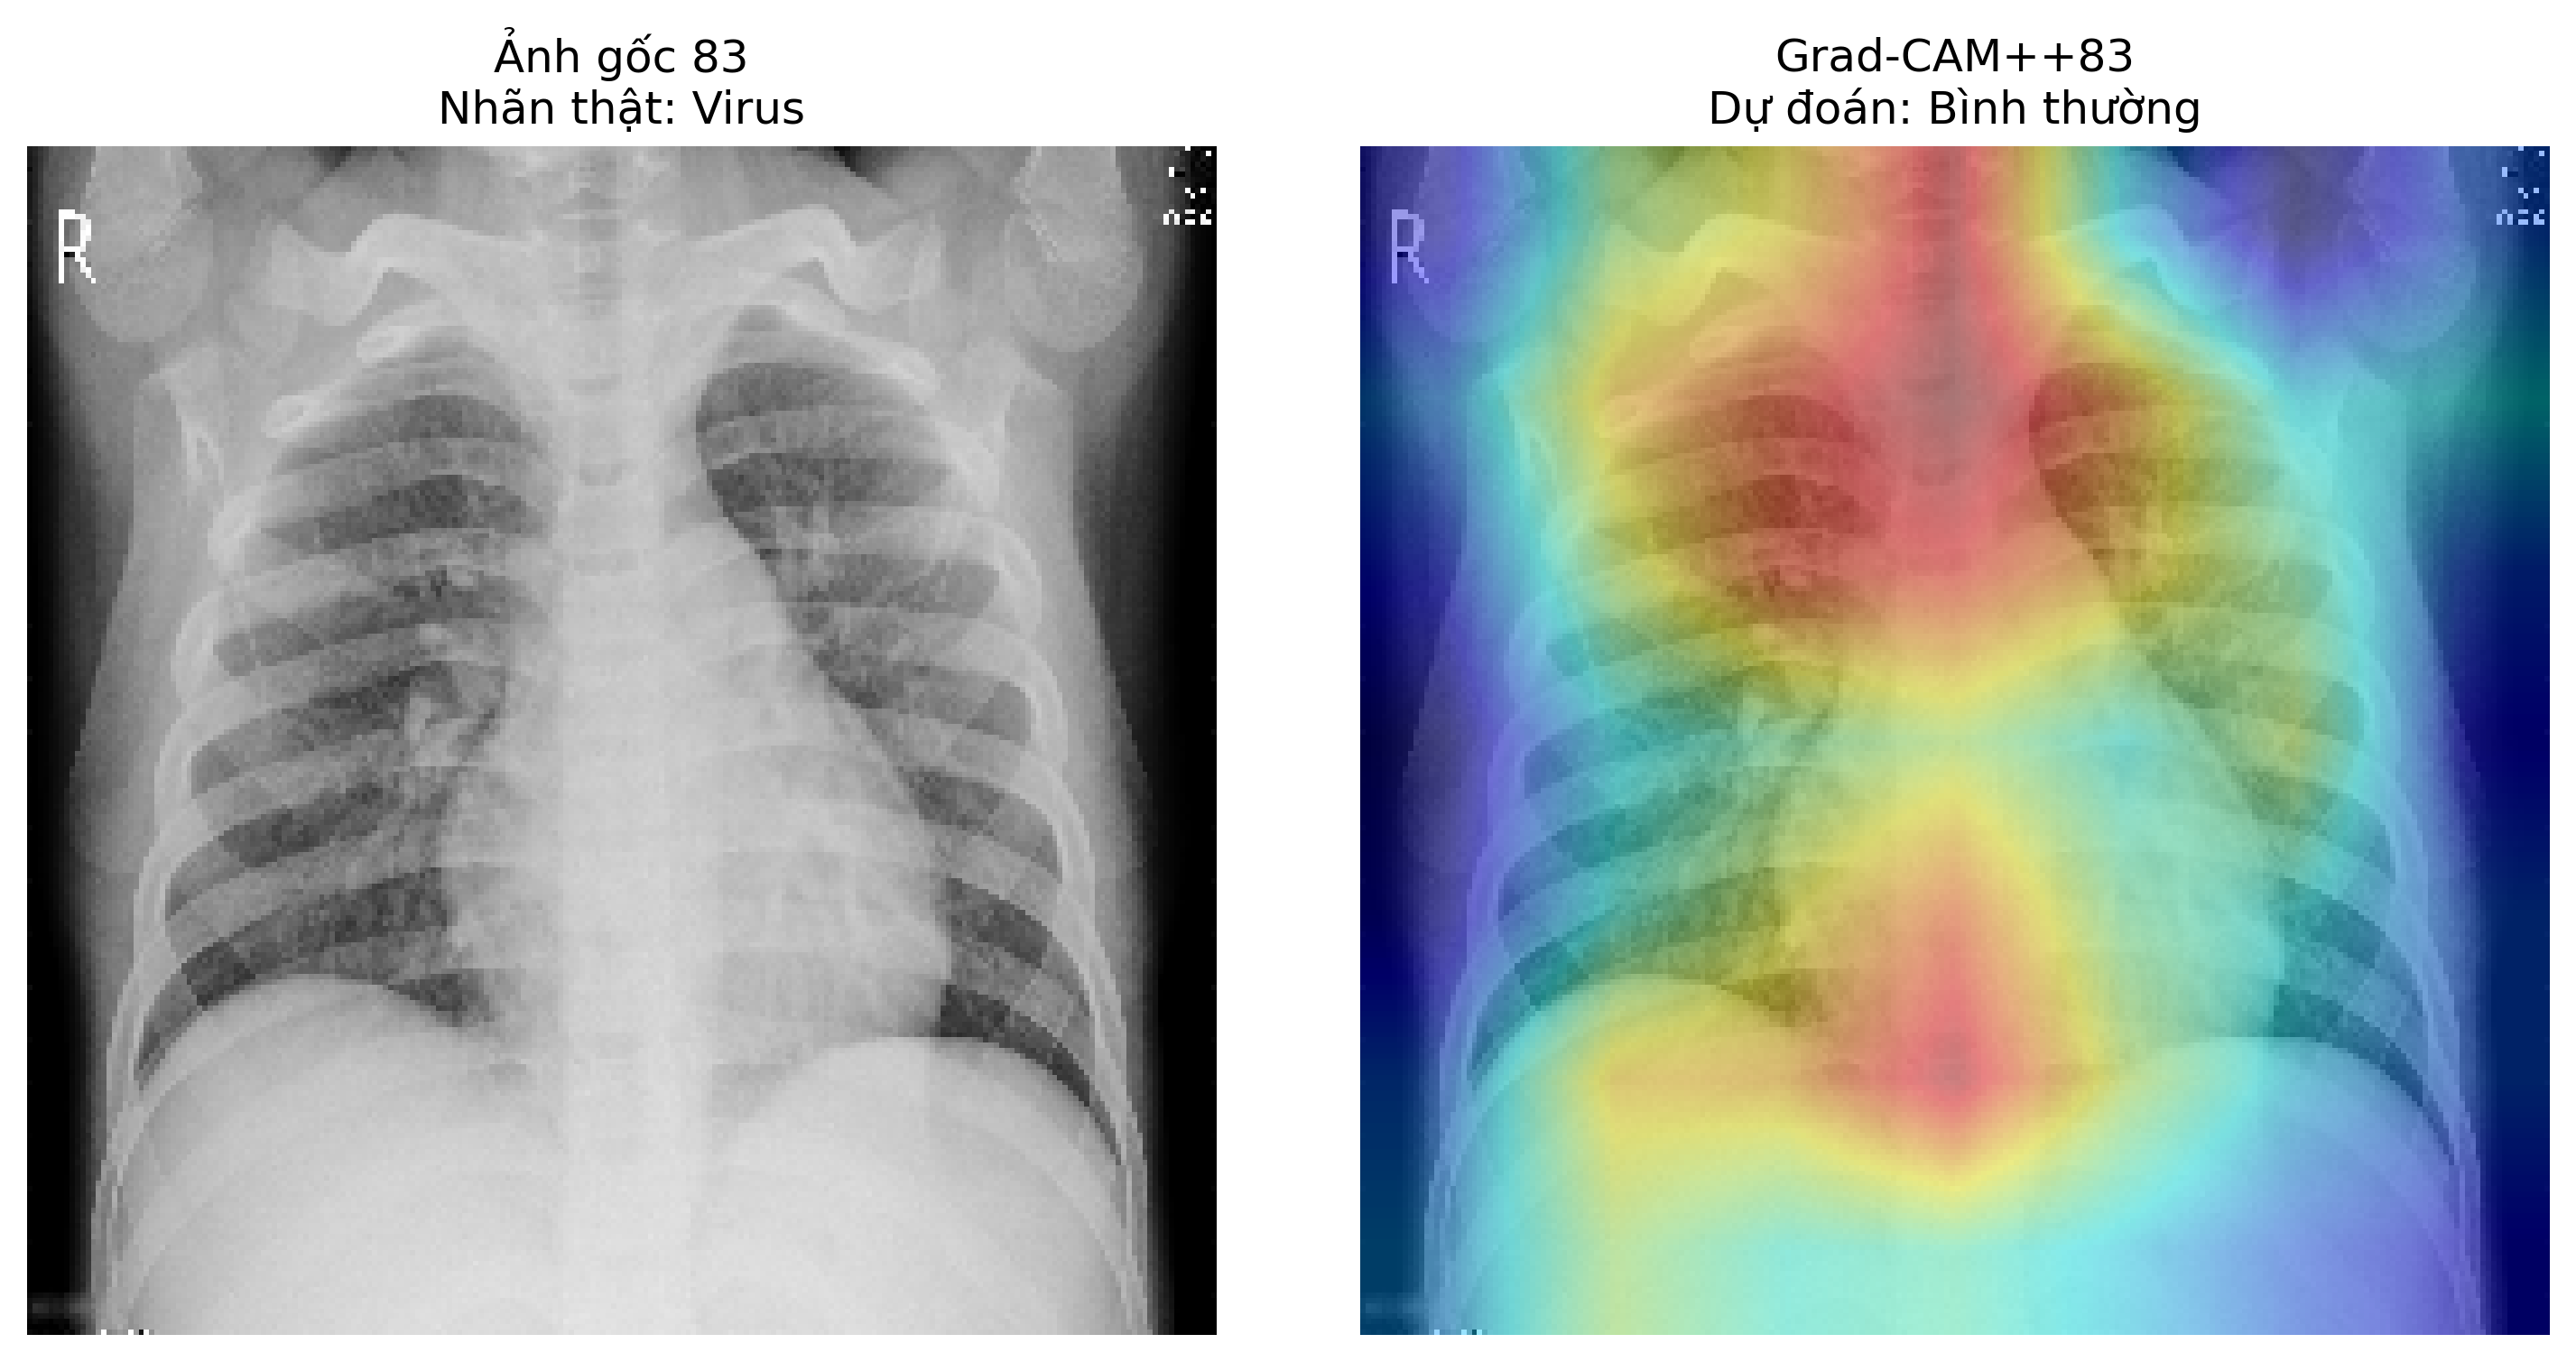 Ảnh gốc 83
Nhãn thật: Virus
Grad-CAM++83
Dự đoán: Bình thường
R
R